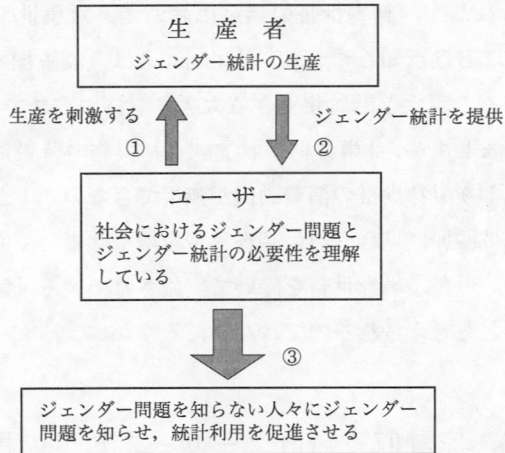 生 産 者
ジェンダー統計の生産
生産を刺激する
ジェンダー統計を提供
①
②
ユ ー ザ
社会におけるジェンダー問題と
ジェンダー統計の必要性を理解
している
③
ジェンダー問題を知らない人々にジェンダー
問題を知らせ，統計利用を促進させる